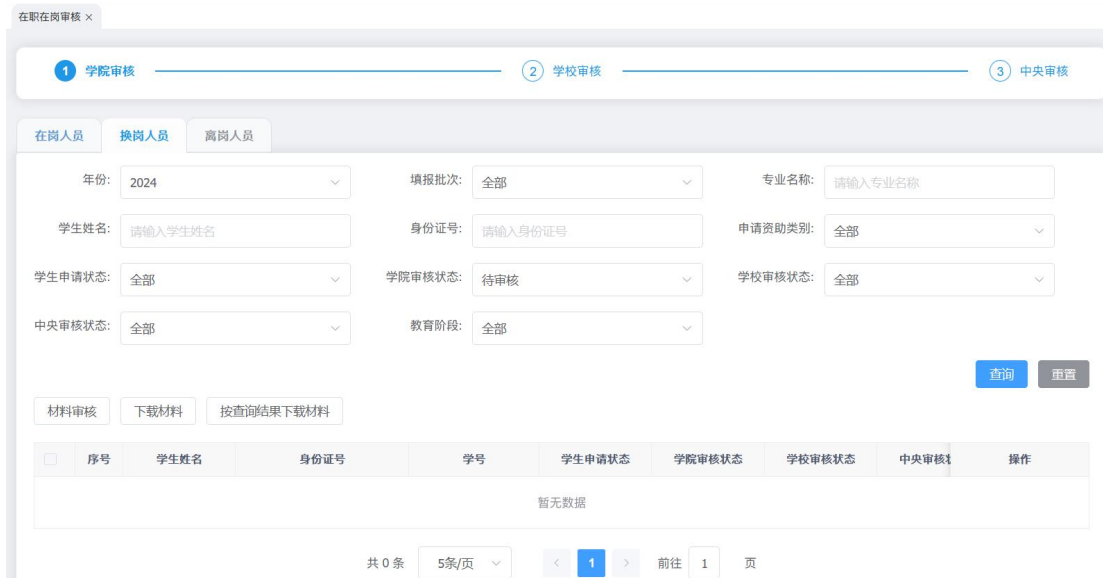 在职在岗审核 ×
1 学院审核 2 学校审核 3 中央审核
在岗人员 换岗人员 离岗人员
年份: 2024 填报批次: 全部 专业名称: 请输入专业名称
学生姓名: 请输入学生姓名 身份证号: 请输入身份证号 申请资助类别: 全部
学生申请状态: 全部 学院审核状态: 待审核 学校审核状态: 全部
中央审核状态: 全部 教育阶段: 全部
查询 重置
材料审核 下载材料 按查询结果下载材料
序号 学生姓名 身份证号 学号 学生申请状态 学院审核状态 学校审核状态 中央审核 操作
暂无数据
共 0 条 5条/页 < 1 > 前往 1 页